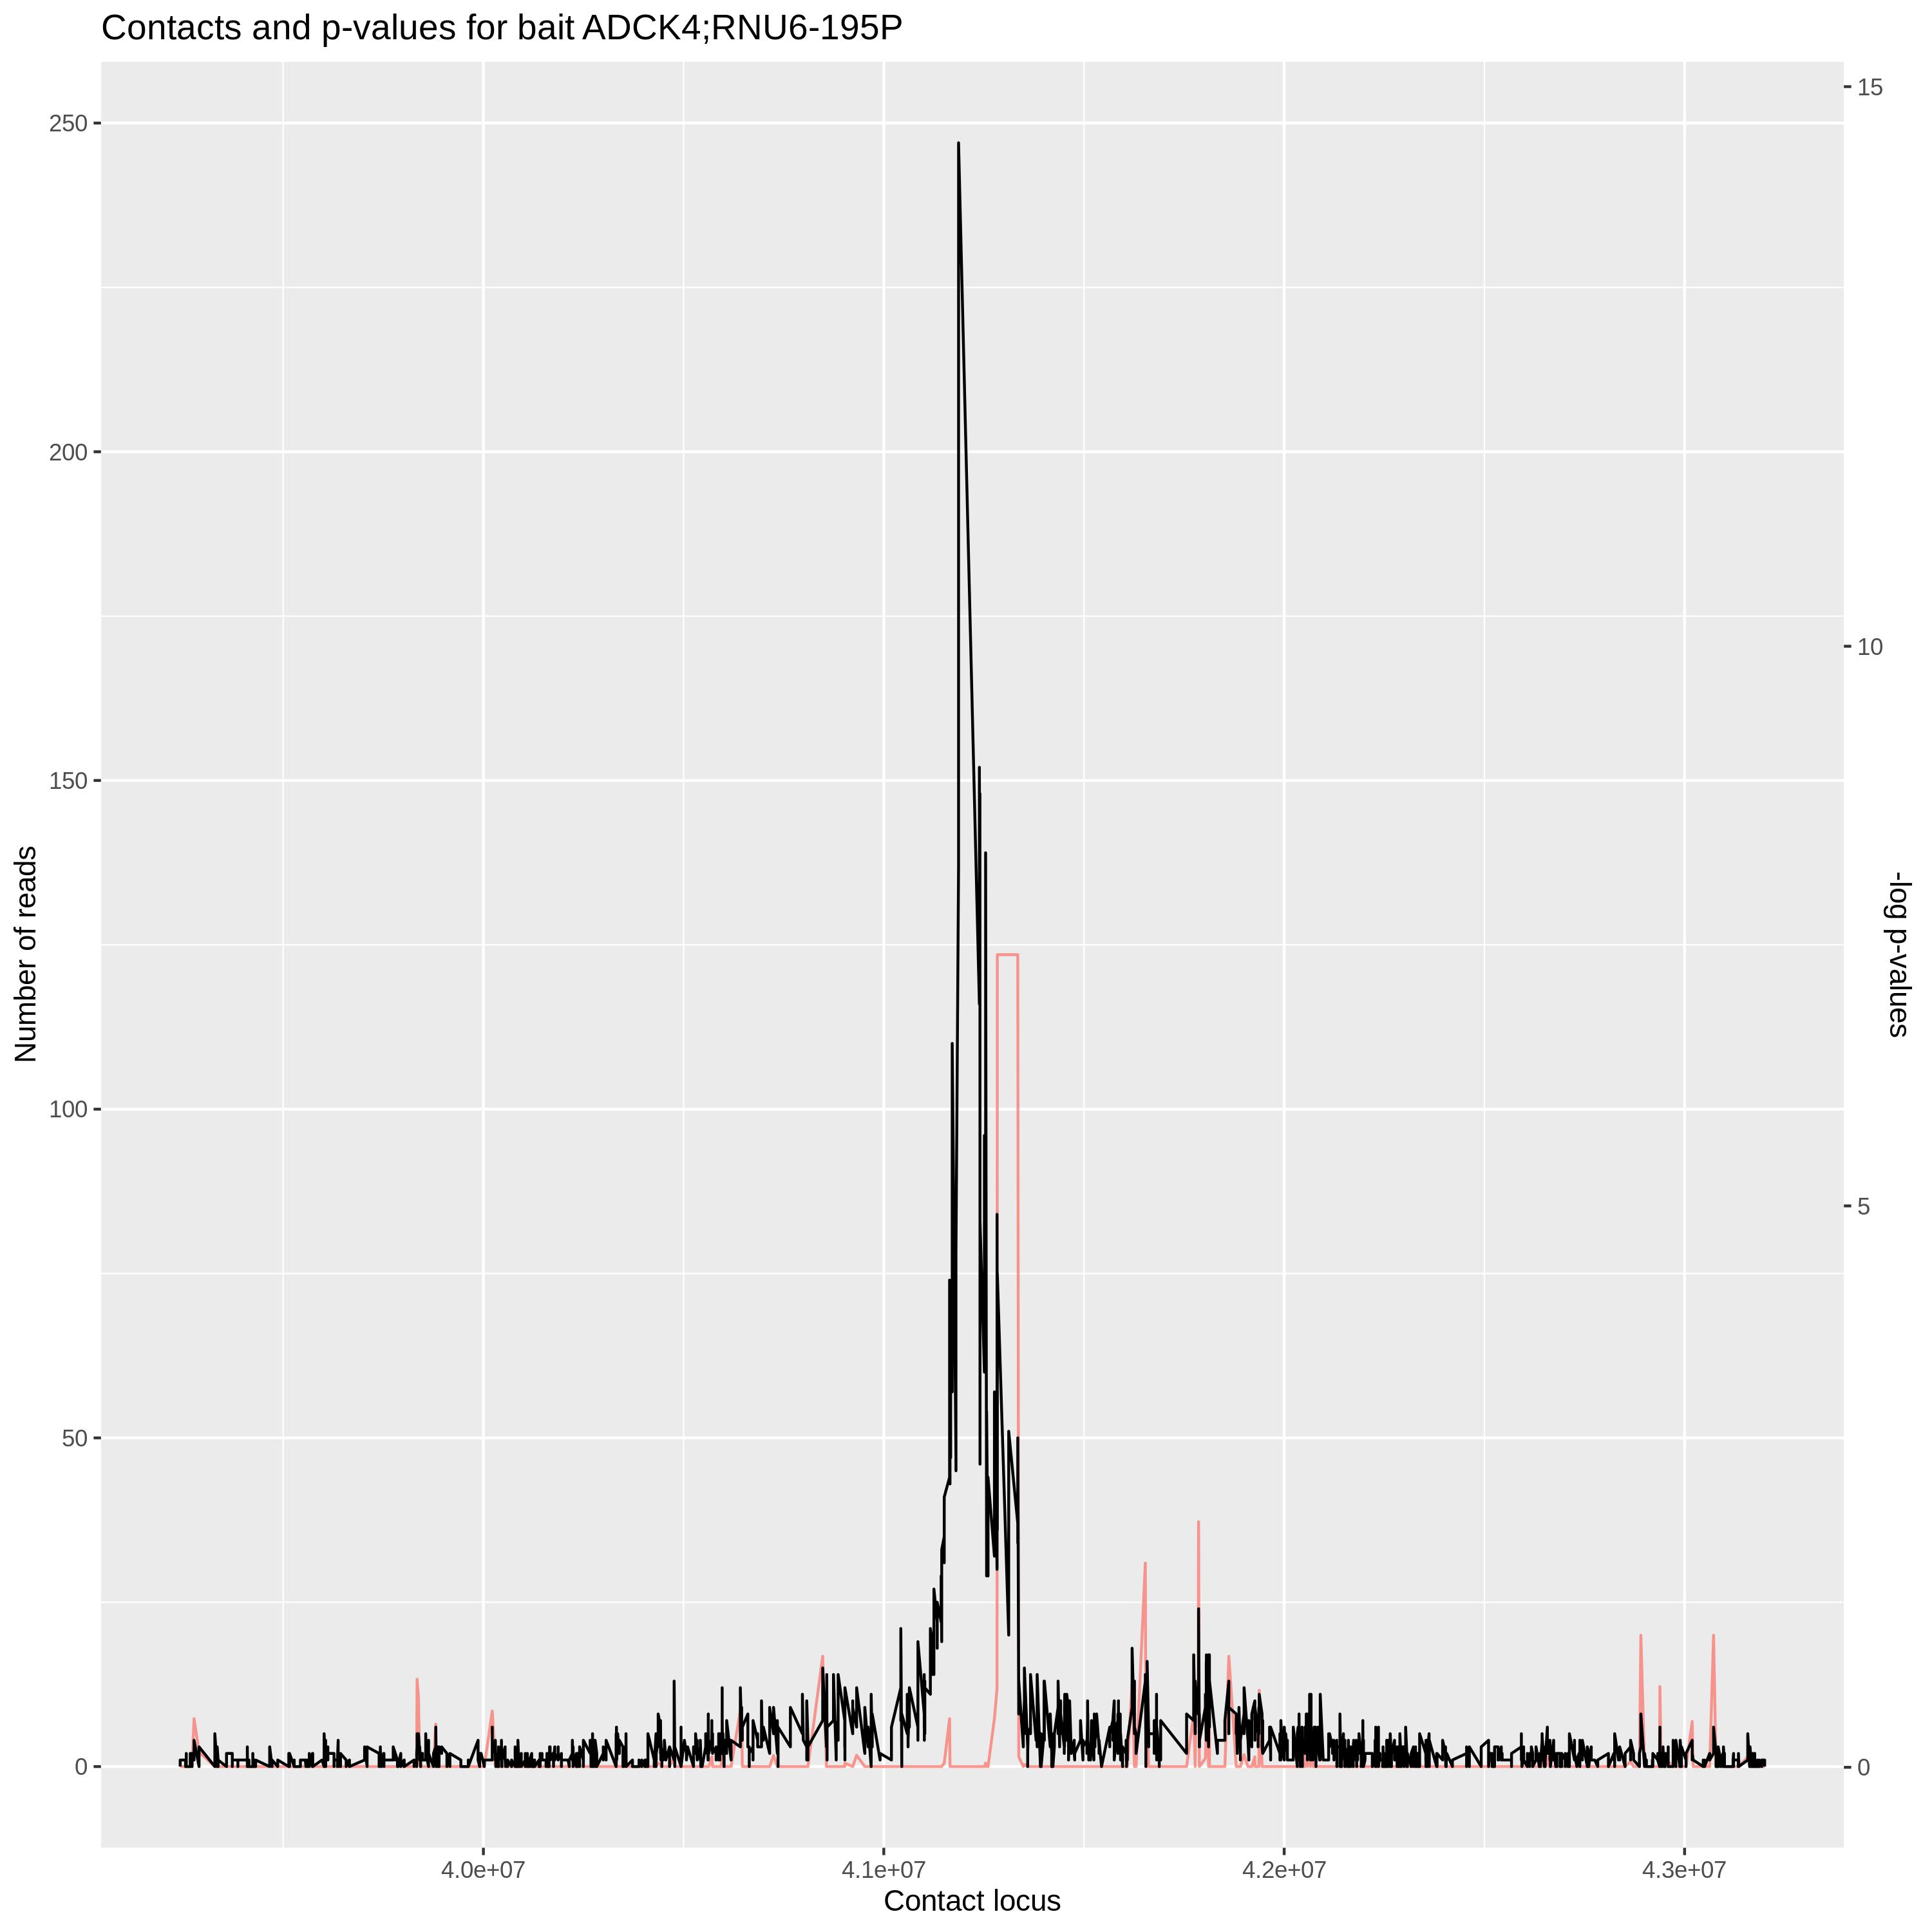 Contacts and p-values for bait ADCK4;RNU6-195P
250
200
150
100
50
0
15
10
5
0
Number of reads
-log p-values
4.0e+07
4.1e+07
4.2e+07
4.3e+07
Contact locus